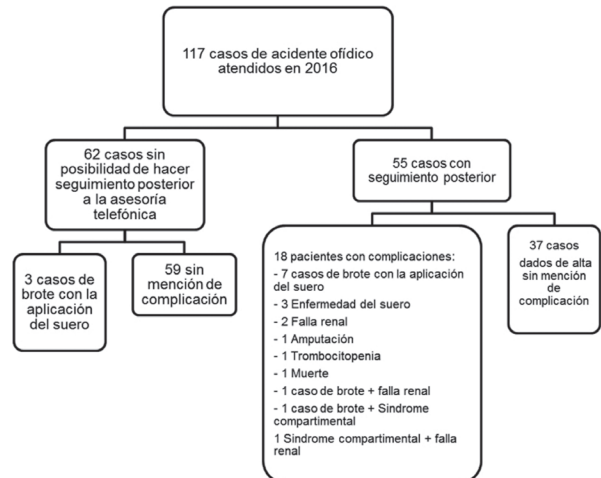 117 casos de acidente ofídico
atendidos en 2016
62 casos sin
posibilidad de hacer
seguimiento posterior
a la asesoría
telefónica
55 casos con
seguimiento posterior
3 casos de
brote con la
aplicación
del suero
59 sin
mención de
complicación
18 pacientes con complicaciones:
- 7 casos de brote con la aplicación
del suero
- 3 Enfermedad del suero
- 2 Falla renal
- 1 Amputación
- 1 Trombocitopenia
- 1 Muerte
- 1 caso de brote + falla renal
- 1 caso de brote + Sindrome
compartimental
1 Sindrome compartimental + falla
renal
37 casos
dados de alta
sin mención
de
complicación